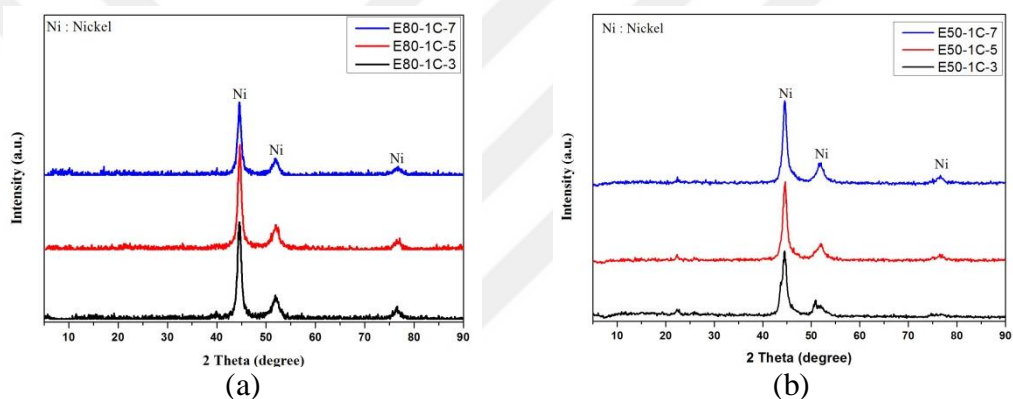 Ni : Nickel
E80-1C-7
E80-1C-5
E80-1C-3
Ni
Ni
Ni
Intensity (a.u.)
10 20 30 40 50 60 70 80 90
2 Theta (degree)
(a)
Ni : Nickel
E50-1C-7
E50-1C-5
E50-1C-3
Ni
Ni
Ni
Intensity (a.u.)
10 20 30 40 50 60 70 80 90
2 Theta (degree)
(b)